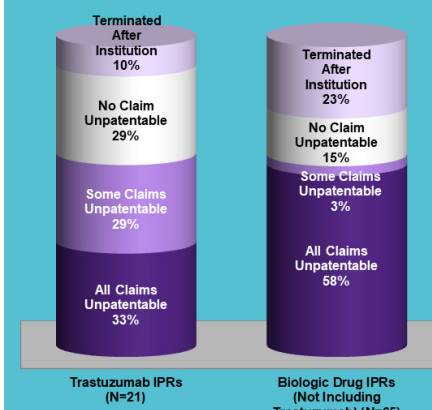 Terminated
After
Institution
10%
No Claim
Unpatentable
29%
Some Claims
Unpatentable
29%
All Claims
Unpatentable
33%
Trastuzumab IPRs
(N=21)
Terminated
After
Institution
23%
No Claim
Unpatentable
15%
Some Claims
Unpatentable
3%
All Claims
Unpatentable
58%
Biologic Drug IPRs
(Not Including
Trastuzumab) (N=65)